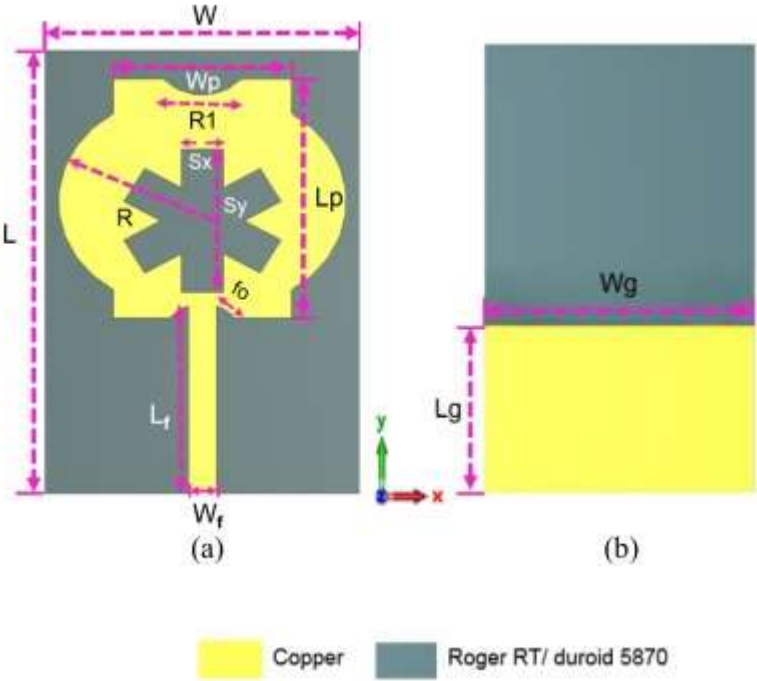 W
Wp
R1
Sx
Lp
Sy
R
L
fo
Wg
Lf
Lg
y
x
Wf
(a)
(b)
Copper
Roger RT/ duroid 5870